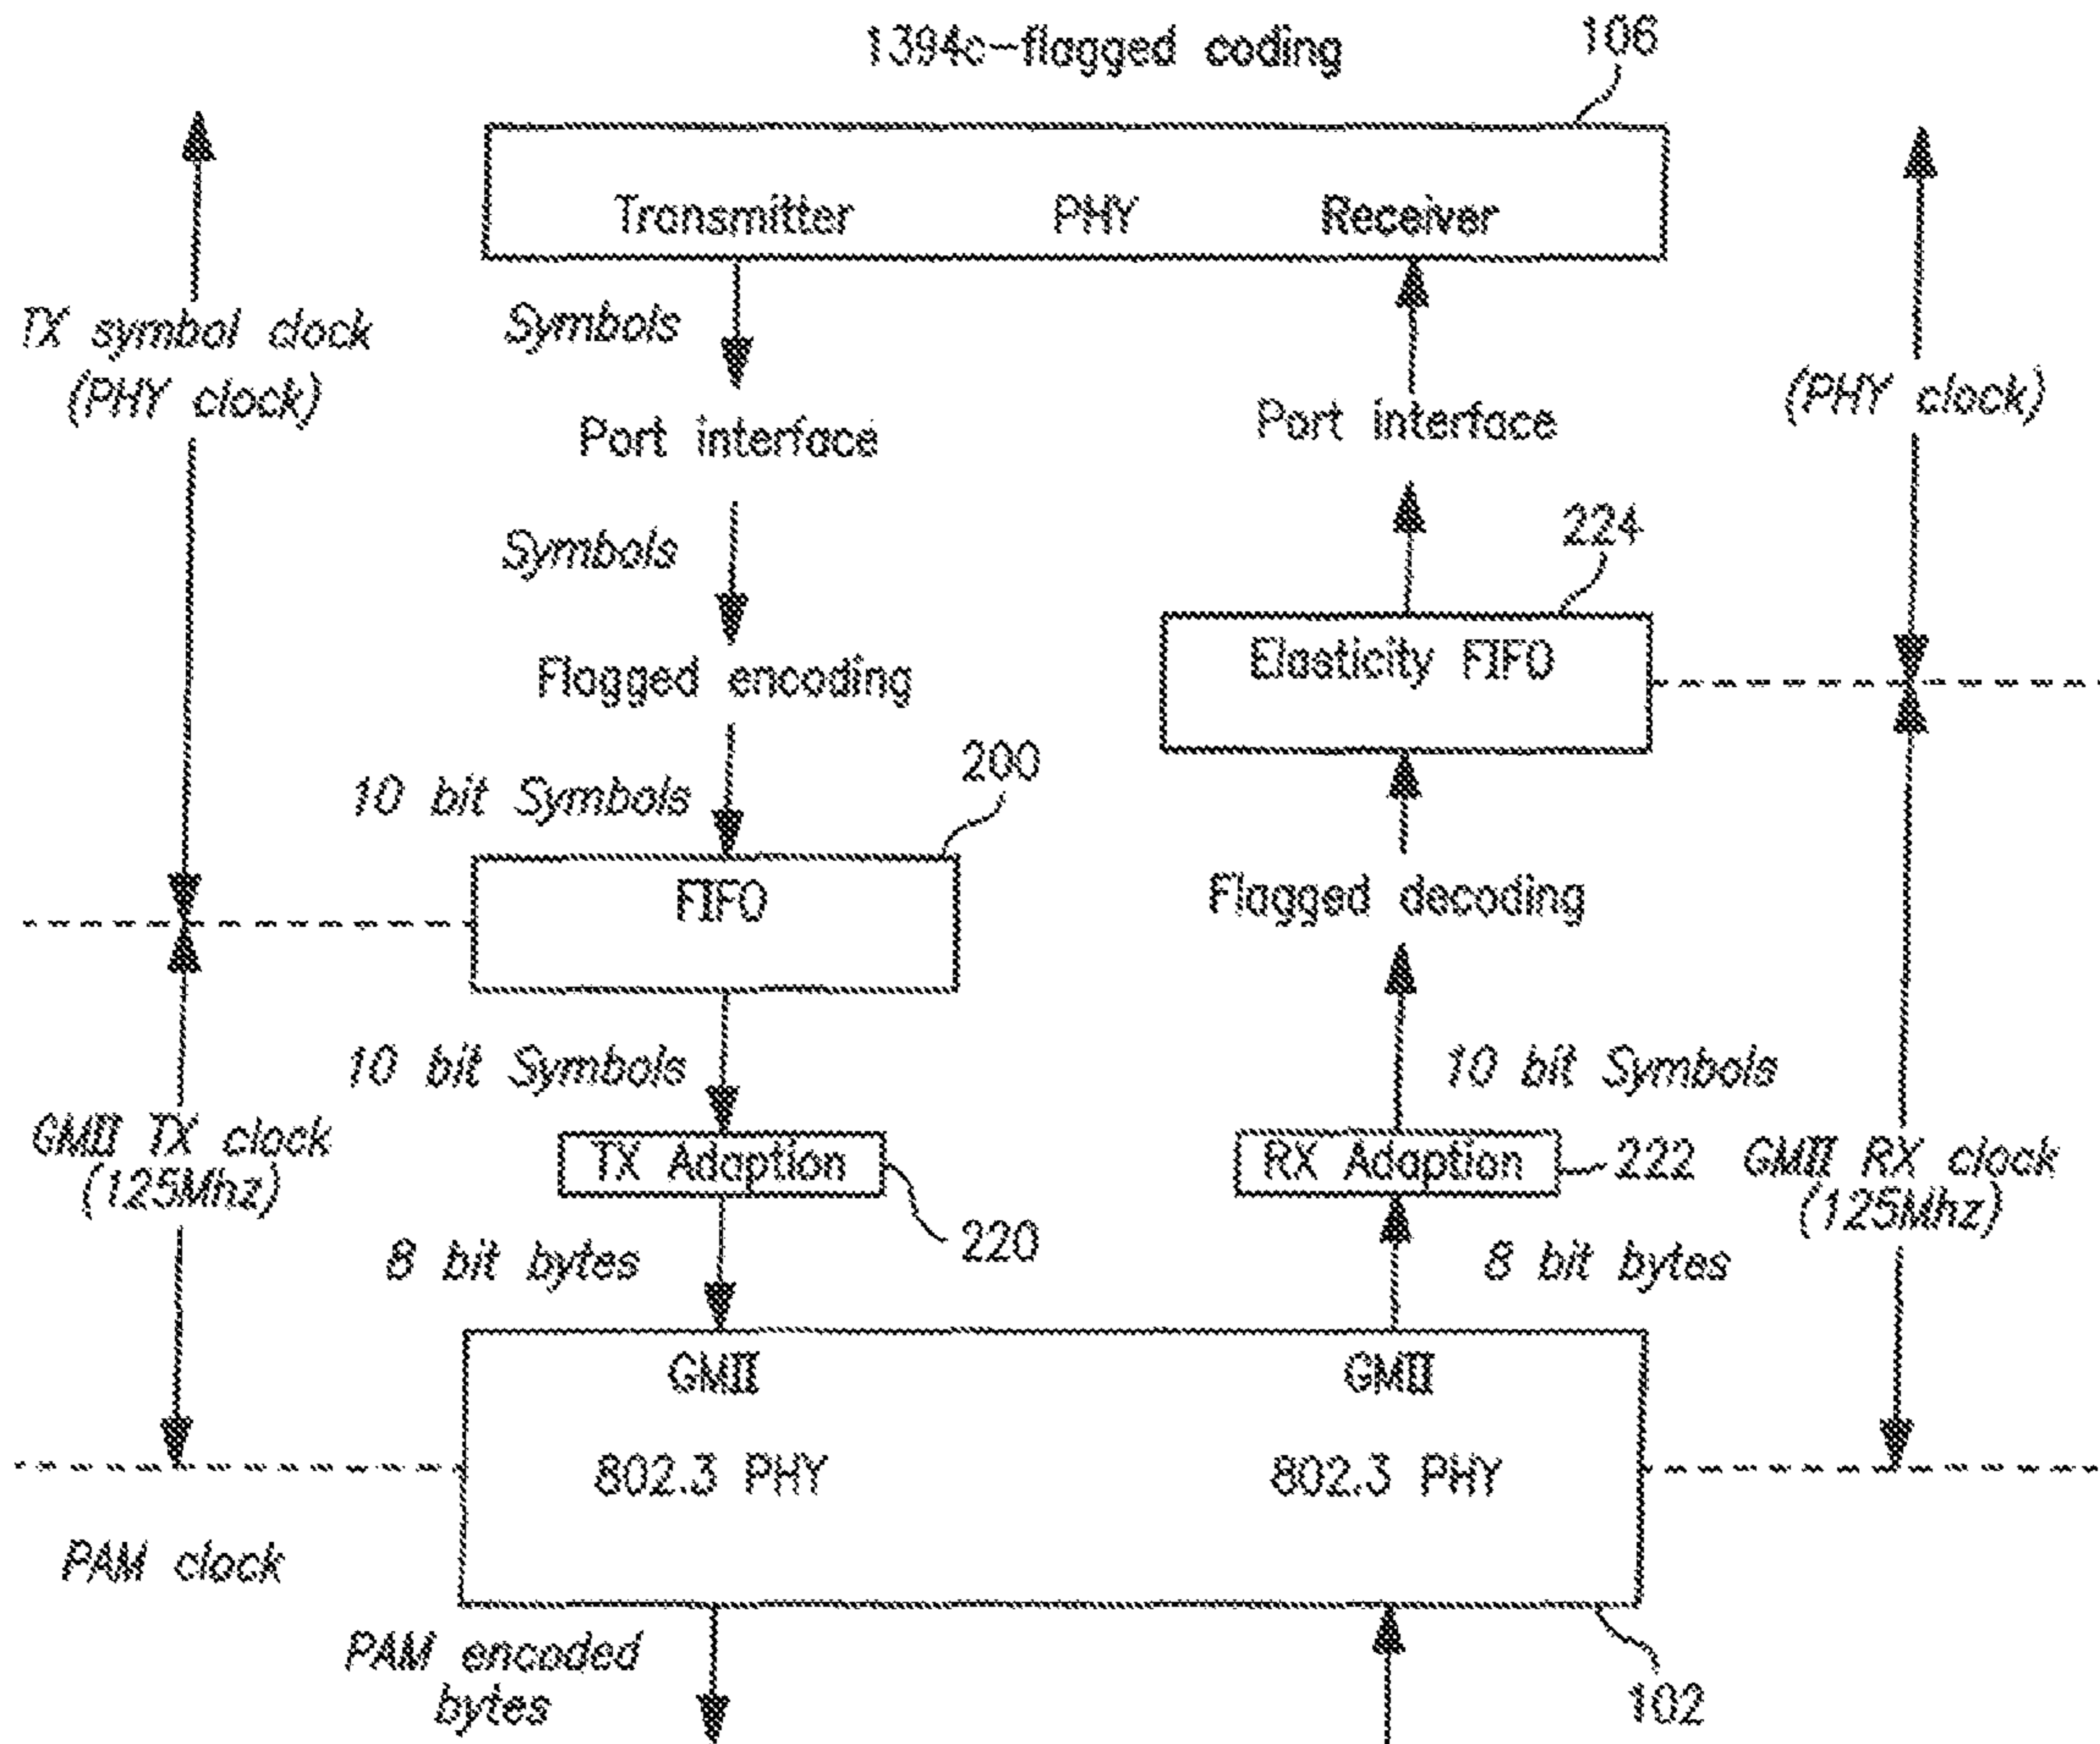 1394c-flagged coding
106
Transmitter PHY Receiver
TX symbol clock
(PHY clock)
Symbols
Port interface
Port interface
(PHY clock)
Symbols
224
Elasticity FIFO
Flagged encoding
10 bit Symbols
200
FIFO
Flagged decoding
10 bit Symbols
10 bit Symbols
GMII TX clock
(125Mhz)
TX Adaption
220
RX Adaption
222
GMII RX clock
(125Mhz)
8 bit bytes
8 bit bytes
GMII GMII
802.3 PHY 802.3 PHY
PAM clock
PAM encoded
bytes
102